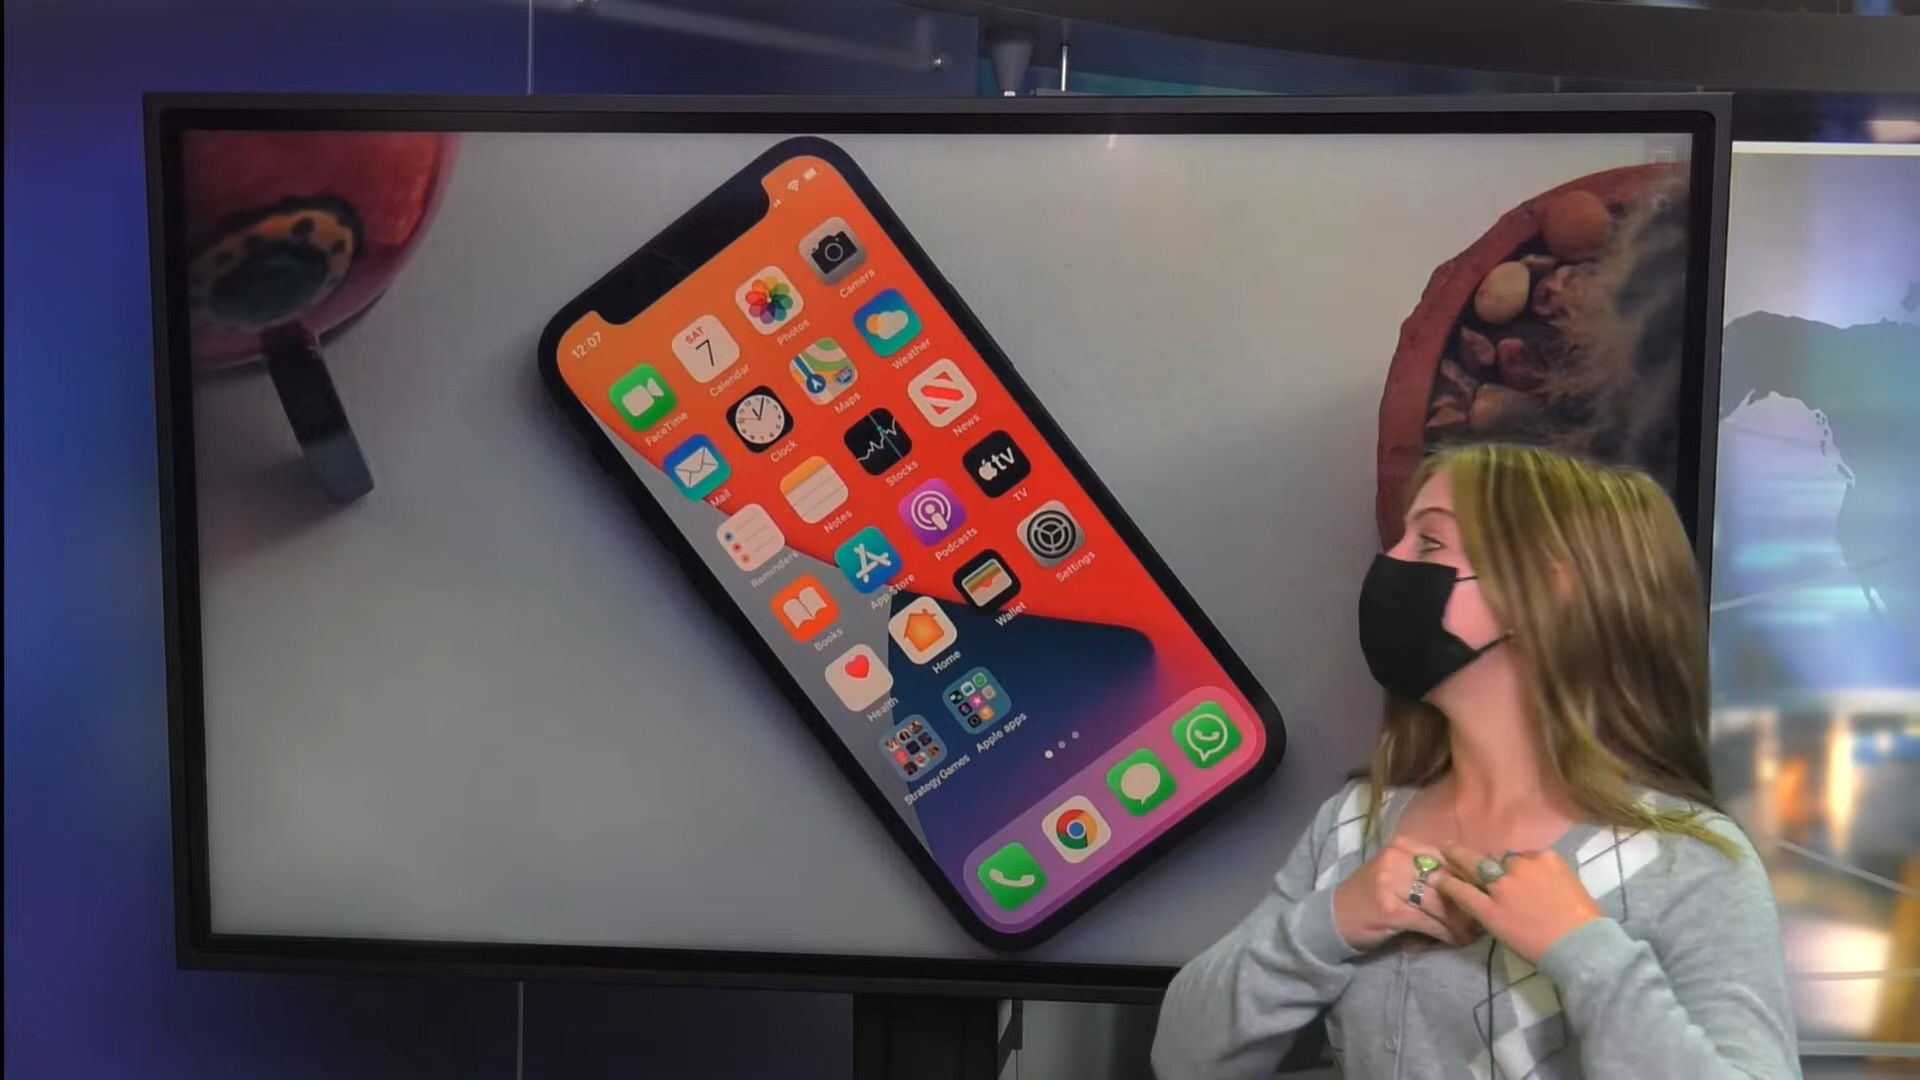 12:07
FaceTime
SAT
7
Calendar
Photos
Camera
Mail
Clock
Maps
Weather
Reminders
Notes
Stocks
News
Books
App Store
Podcasts
tv
TV
Health
Home
Wallet
Settings
Strategy Games
Apple apps